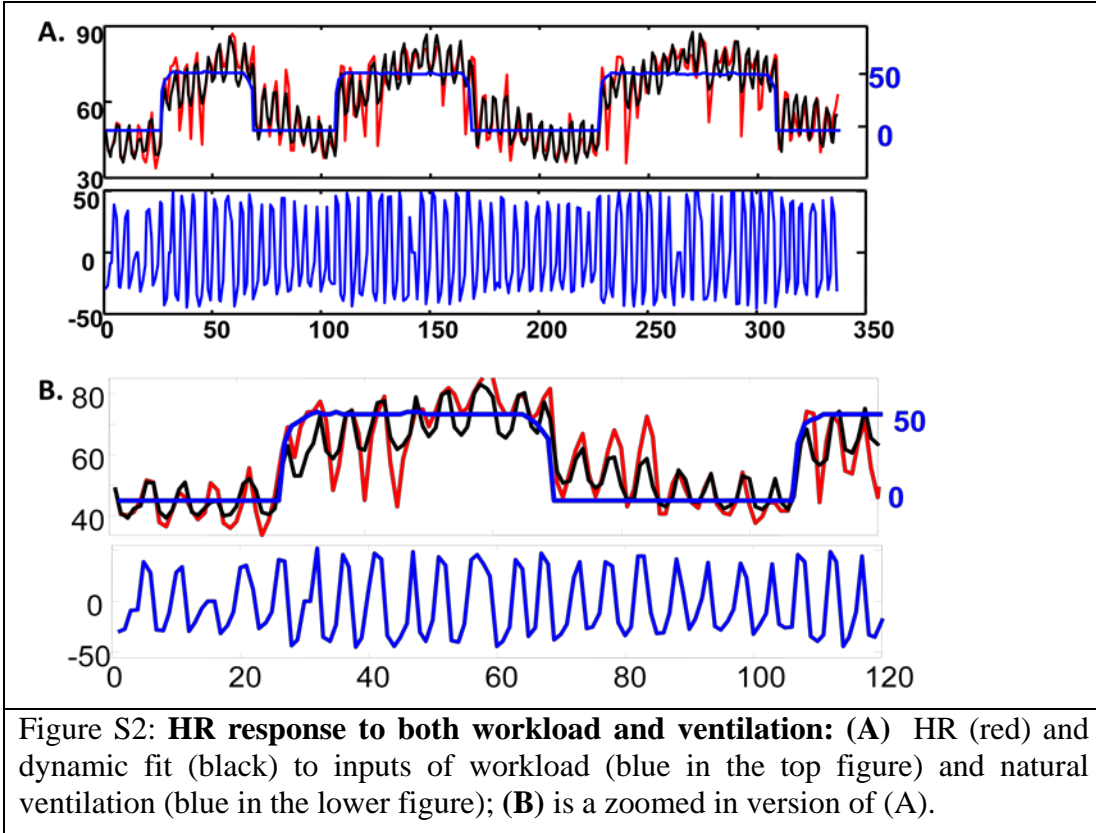 A.
90
60
30
50
0
50
0
-50
0 50 100 150 200 250 300 350
B.
80
60
40
50
0
0
-50
0 20 40 60 80 100 120
Figure S2: HR response to both workload and ventilation: (A) HR (red) and
dynamic fit (black) to inputs of workload (blue in the top figure) and natural
ventilation (blue in the lower figure); (B) is a zoomed in version of (A).